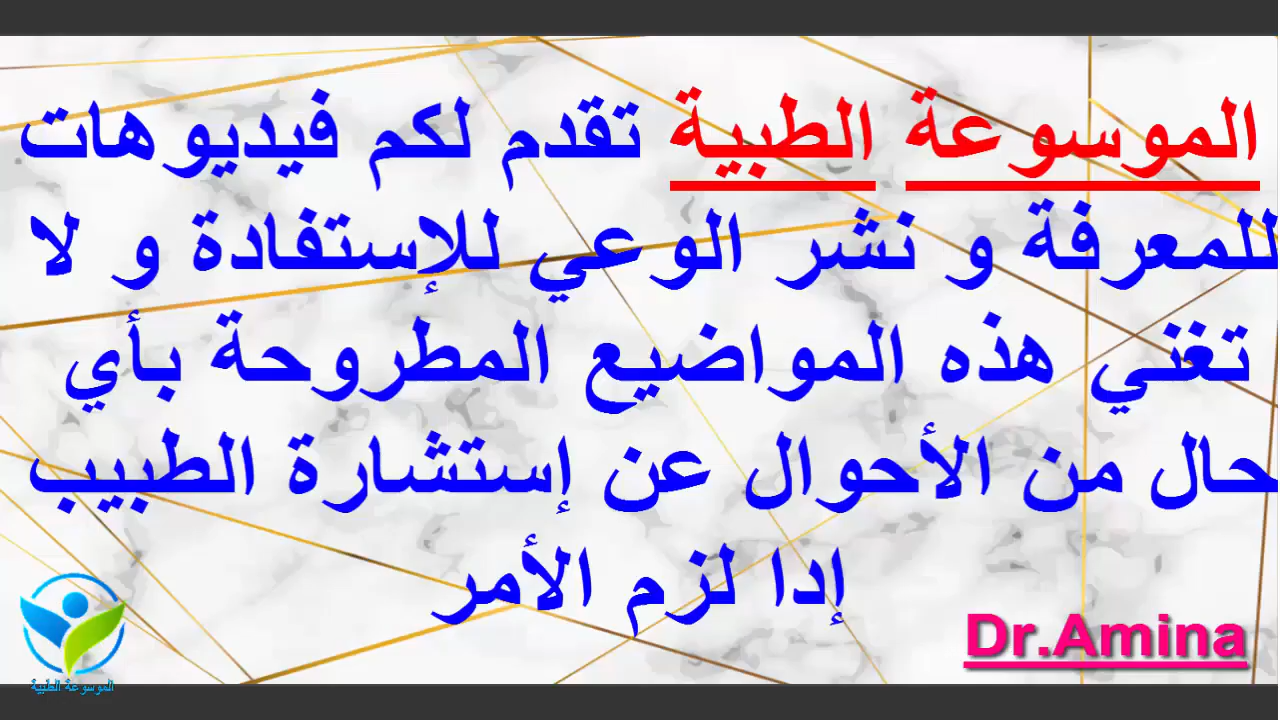 الموسوعة الطبية تقدم لكم فيديوهات
للمعرفة و نشر الوعي للإستفادة و لا
تغني هذه المواضيع المطروحة بأي
حال من الأحوال عن إستشارة الطبيب
إدا لزم الأمر
Dr.Amina
الموسوعة الطبية